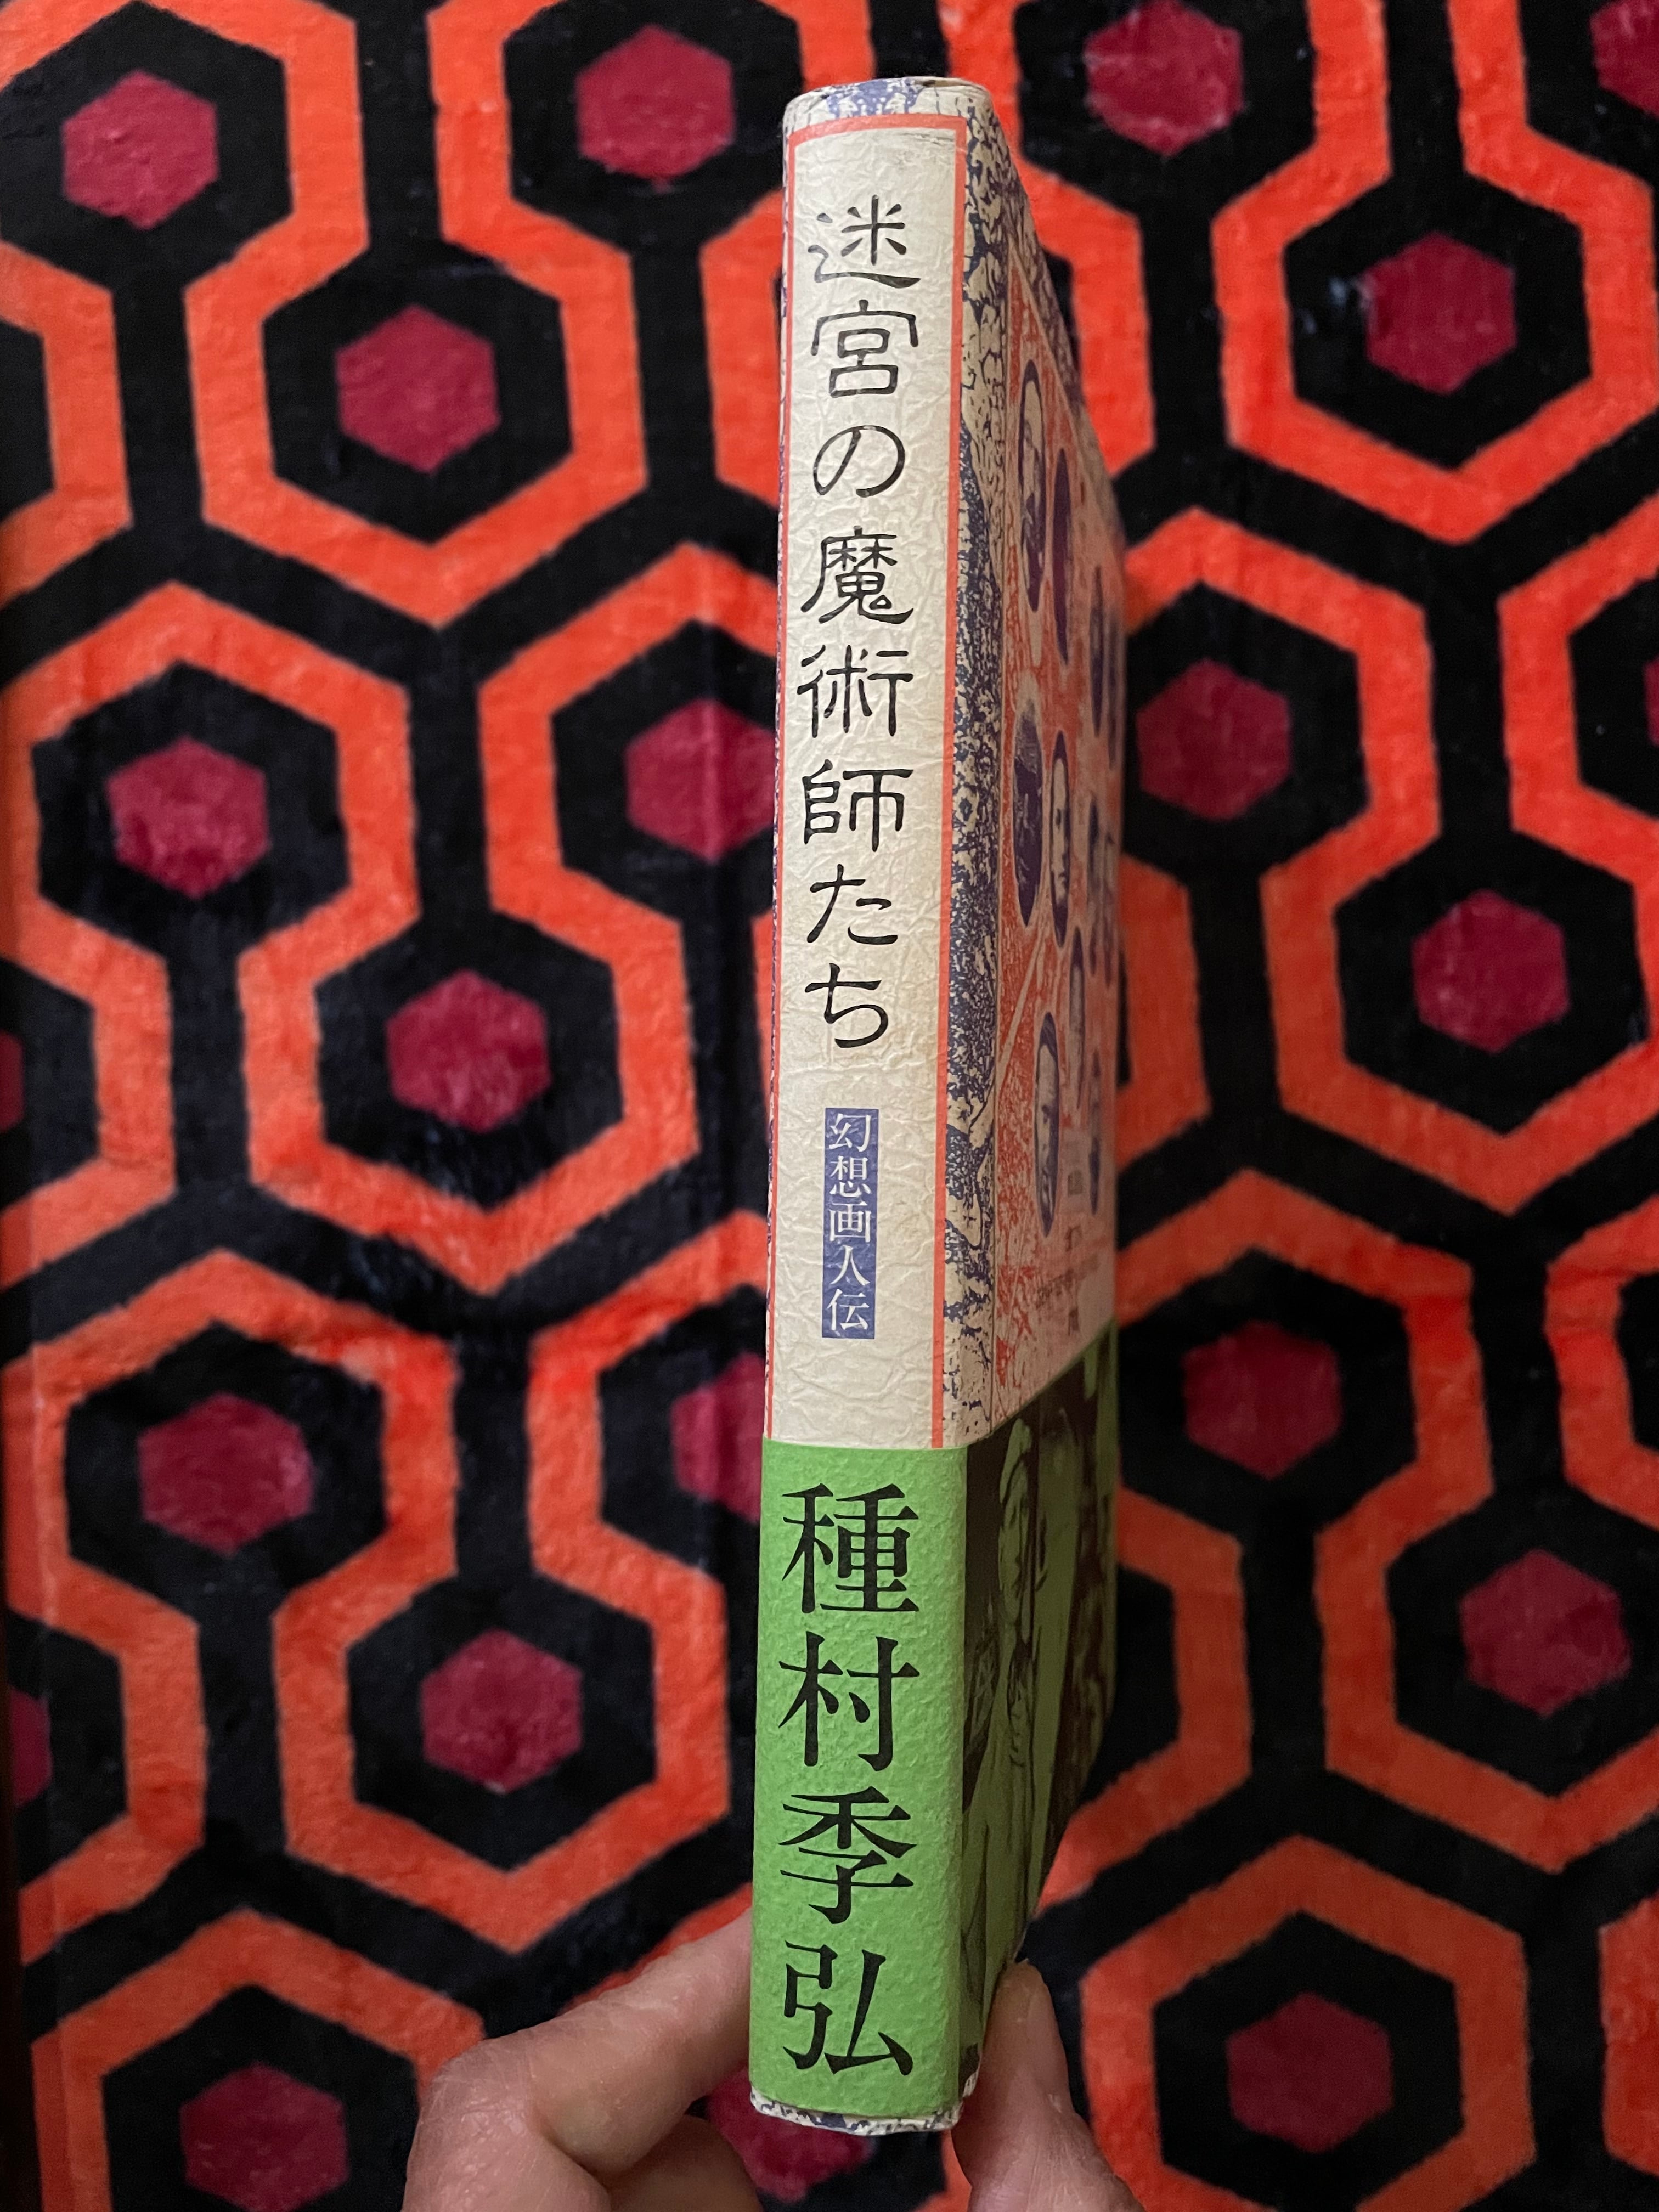 迷宮の魔術師たち
幻想画人伝
種村季弘